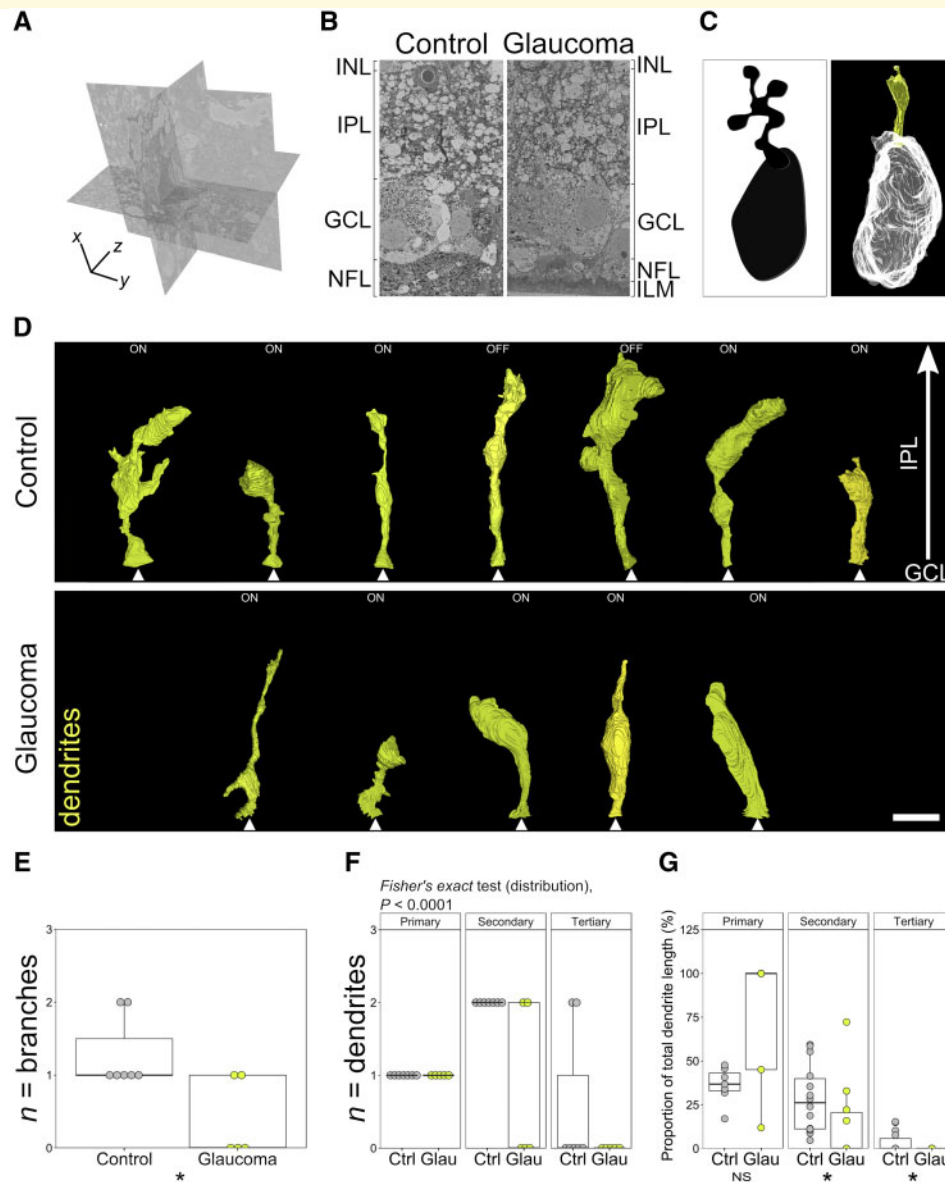 A
x
z
y
B
Control Glaucoma
INL
IPL
GCL
NFL
INL
IPL
GCL
NFL
ILM
C
D
Control
ON ON ON OFF OFF ON ON
IPL
GCL
Glaucoma
dendrites
ON ON ON ON ON
E
n = branches
3
2
1
0
Control Glaucoma
*
F
Fisher's exact test (distribution),
P < 0.0001
Primary Secondary Tertiary
n = dendrites
3
2
1
0
Ctrl Glau Ctrl Glau Ctrl Glau
G
Proportion of total dendrite length (%)
Primary Secondary Tertiary
125
100
75
50
25
0
Ctrl Glau Ctrl Glau Ctrl Glau
NS * *